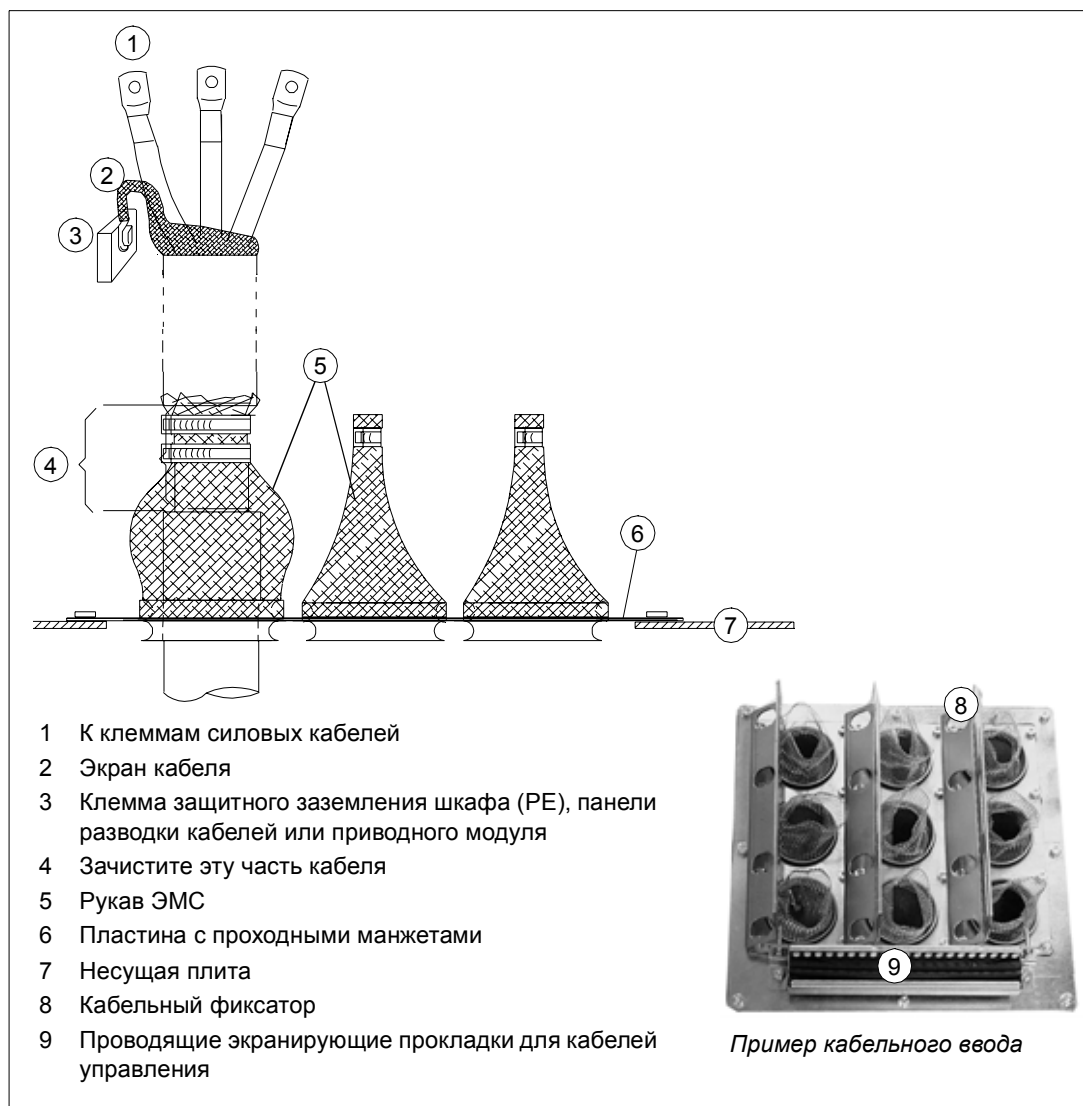 1
2
3
5
4
6
7
8
9
1 К клеммам силовых кабелей
2 Экран кабеля
3 Клемма защитного заземления шкафа (PE), панели
разводки кабелей или приводного модуля
4 Зачистите эту часть кабеля
5 Рукав ЭМС
6 Пластина с проходными манжетами
7 Несущая плита
8 Кабельный фиксатор
9 Проводящие экранирующие прокладки для кабелей
управления
Пример кабельного ввода